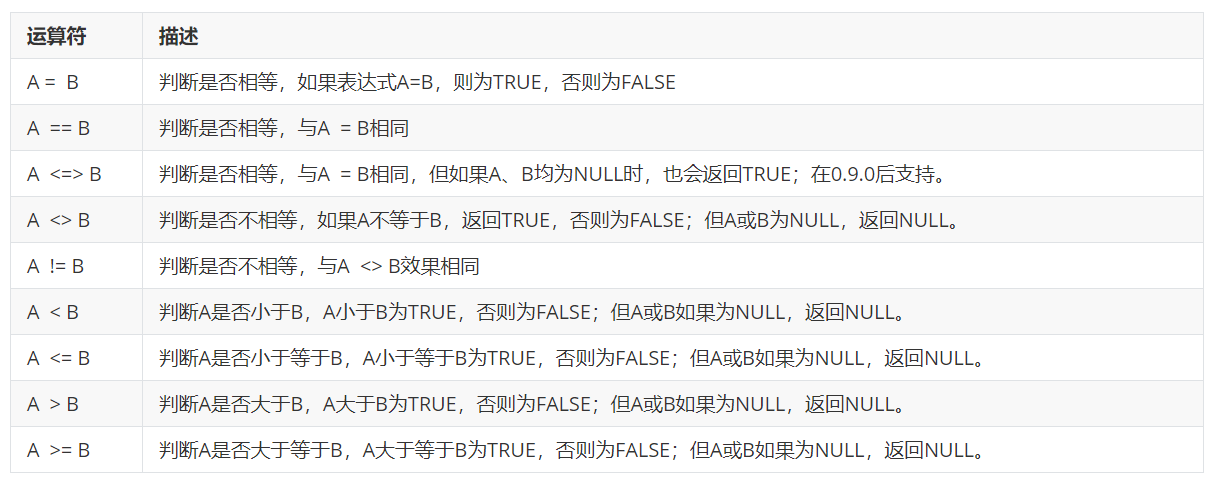 运算符 描述
A = B 判断是否相等，如果表达式A=B，则为TRUE，否则为FALSE
A == B 判断是否相等，与A = B相同
A <=> B 判断是否相等，与A = B相同，但如果A、B均为NULL时，也会返回TRUE；在0.9.0后支持。
A <> B 判断是否不相等，如果A不等于B，返回TRUE，否则为FALSE；但A或B为NULL，返回NULL。
A != B 判断是否不相等，与A <> B效果相同
A < B 判断A是否小于B，A小于B为TRUE，否则为FALSE；但A或B如果为NULL，返回NULL。
A <= B 判断A是否小于等于B，A小于等于B为TRUE，否则为FALSE；但A或B如果为NULL，返回NULL。
A > B 判断A是否大于B，A大于B为TRUE，否则为FALSE；但A或B如果为NULL，返回NULL。
A >= B 判断A是否大于等于B，A大于等于B为TRUE，否则为FALSE；但A或B如果为NULL，返回NULL。